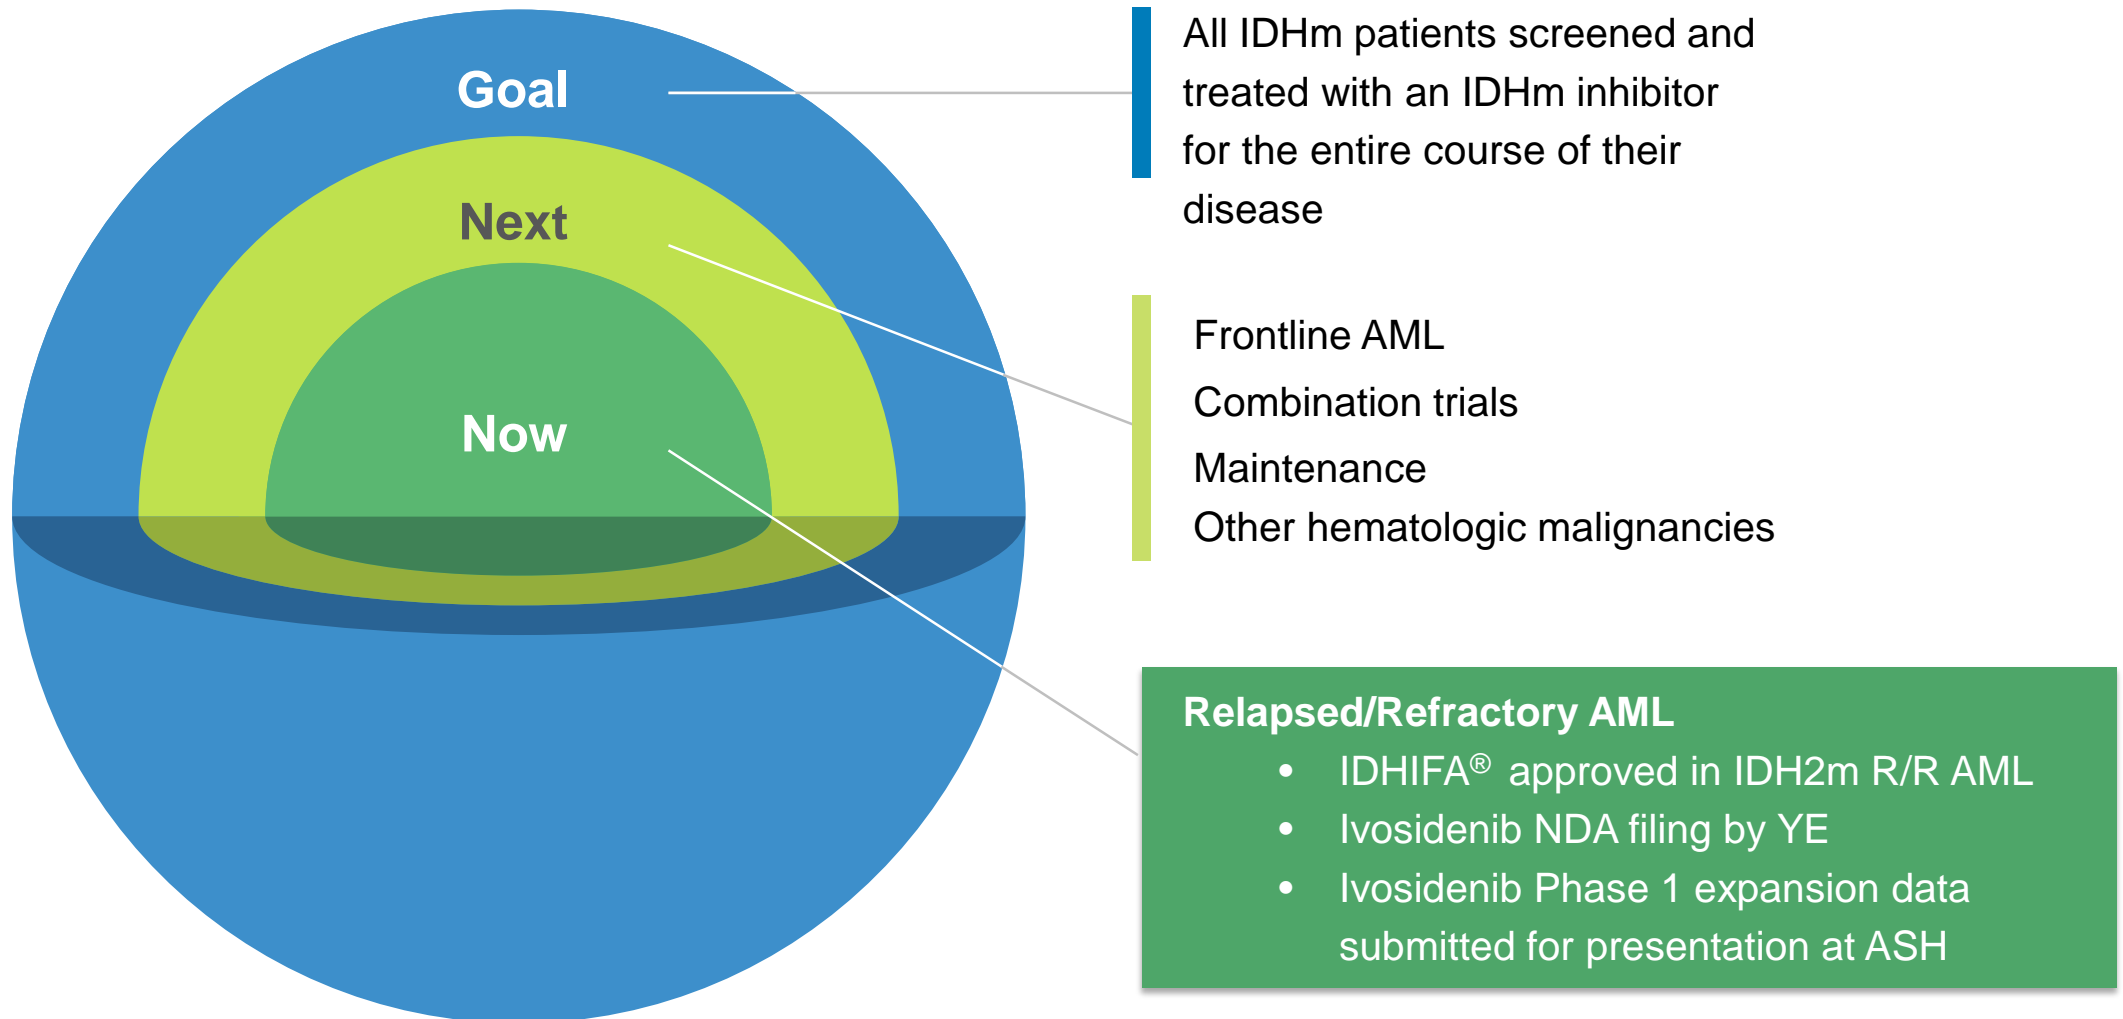 Goal
All IDHm patients screened and
treated with an IDHm inhibitor
for the entire course of their
disease
Next
Frontline AML
Combination trials
Maintenance
Other hematologic malignancies
Now
Relapsed/Refractory AML
• IDHIFA® approved in IDH2m R/R AML
• Ivosidenib NDA filing by YE
• Ivosidenib Phase 1 expansion data
submitted for presentation at ASH